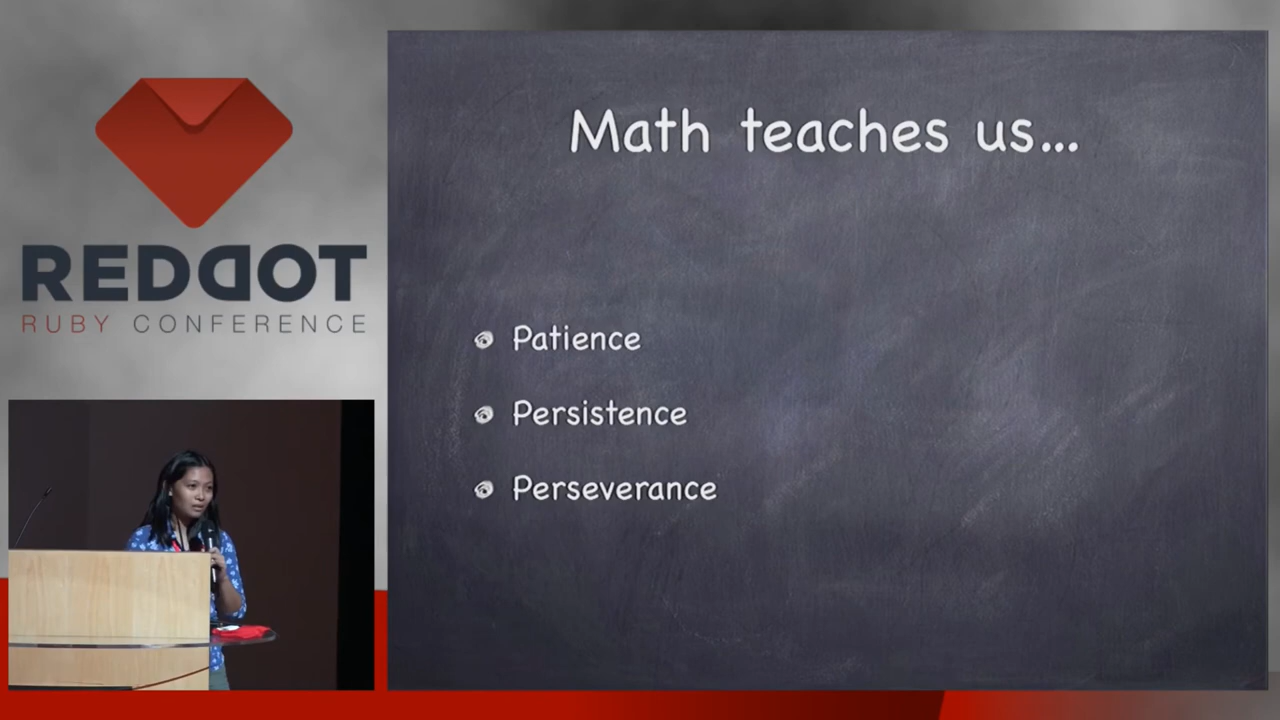 REDDOT
RUBY CONFERENCE
Math teaches us...
Patience
Persistence
Perseverance